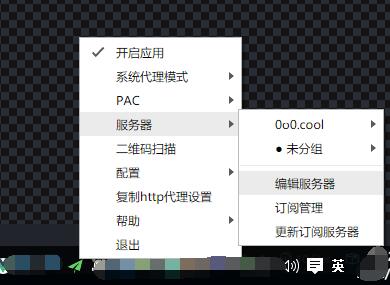 开启应用
系统代理模式
PAC
服务器
二维码扫描
配置
复制http代理设置
帮助
退出
0o0.cool
● 未分组
编辑服务器
订阅管理
更新订阅服务器
英